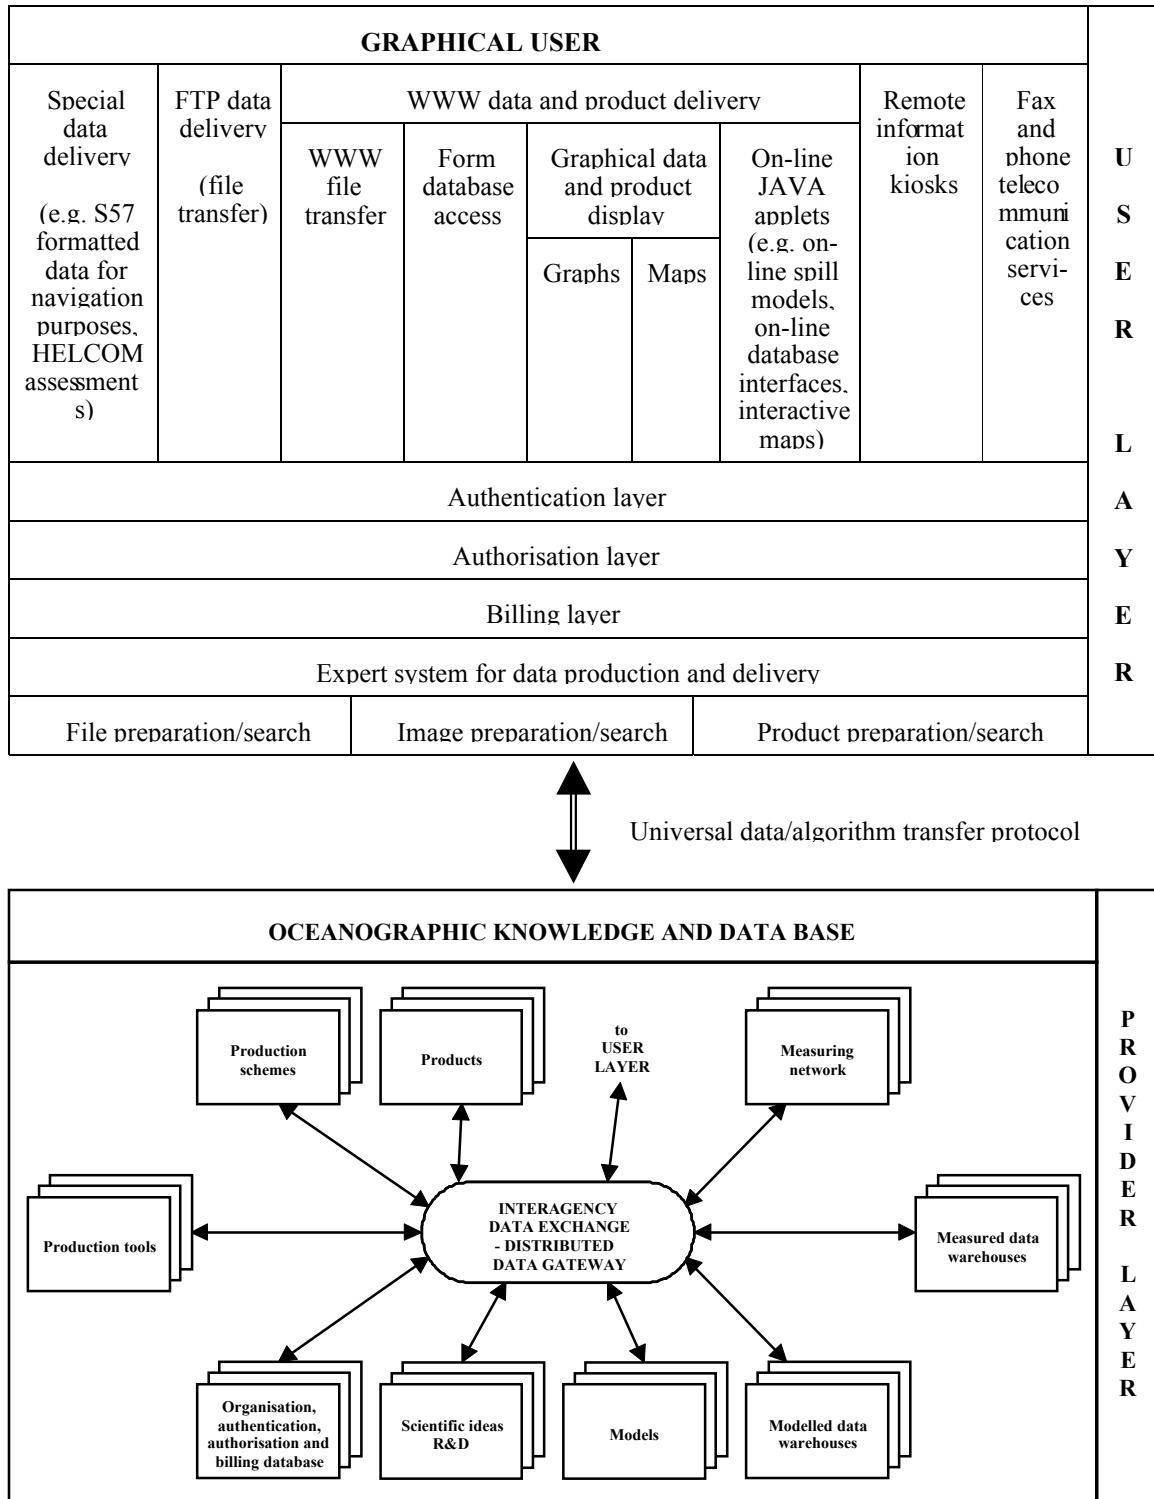 GRAPHICAL USER
Special
data
delivery
(e.g. S57
formatted
data for
navigation
purposes,
HELCOM
assessment
s)
FTP data
delivery
(file
transfer)
WWW data and product delivery
WWW
file
transfer
Form
database
access
Graphical data
and product
display
Graphs
Maps
On-line
JAVA
applets
(e.g. on-
line spill
models,
on-line
database
interfaces,
interactive
maps)
Remote
informat
ion
kiosks
Fax
and
phone
teleco
mmuni
cation
servi-
ces
Authentication layer
Authorisation layer
Billing layer
Expert system for data production and delivery
File preparation/search
Image preparation/search
Product preparation/search
U
S
E
R
L
A
Y
E
R
Universal data/algorithm transfer protocol
OCEANOGRAPHIC KNOWLEDGE AND DATA BASE
Production
schemes
Products
to
USER
LAYER
Measuring
network
Production tools
INTERAGENCY
DATA EXCHANGE
- DISTRIBUTED
DATA GATEWAY
Measured data
warehouses
Organisation,
authentication,
authorisation and
billing database
Scientific ideas
R&D
Models
Modelled data
warehouses
P
R
O
V
I
D
E
R
L
A
Y
E
R